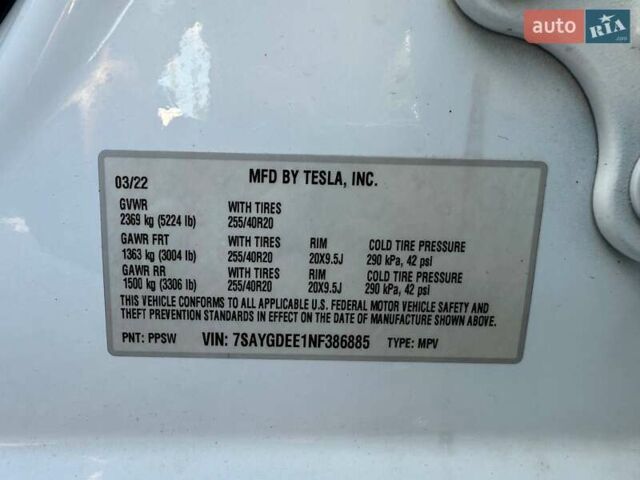 auto RIA .com
03/22 MFD BY TESLA, INC.
GVWR WITH TIRES
2369 kg (5224 lb) 255/40R20
GAWR FRT WITH TIRES RIM COLD TIRE PRESSURE
1363 kg (3004 lb) 255/40R20 20X9.5J 290 kPa, 42 psi
GAWR RR WITH TIRES RIM COLD TIRE PRESSURE
1500 kg (3306 lb) 255/40R20 20X9.5J 290 kPa, 42 psi
THIS VEHICLE CONFORMS TO ALL APPLICABLE U.S. FEDERAL MOTOR VEHICLE SAFETY AND
THEFT PREVENTION STANDARDS IN EFFECT ON THE DATE OF MANUFACTURE SHOWN ABOVE.
PNT: PPSW VIN: 7SAYGDEE1NF386885 TYPE: MPV